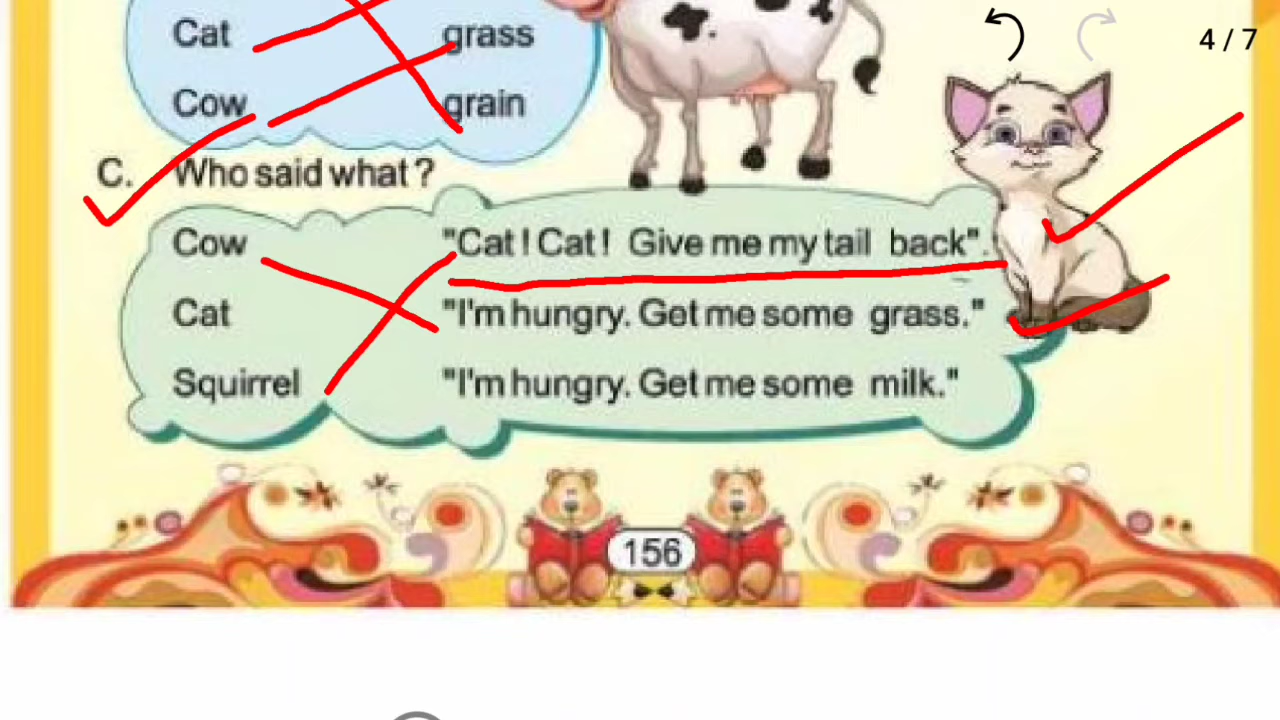 4 / 7
Cat grass
Cow grain
C. Who said what ?
Cow "Cat ! Cat ! Give me my tail back".
Cat "I'm hungry. Get me some grass."
Squirrel "I'm hungry. Get me some milk."
156